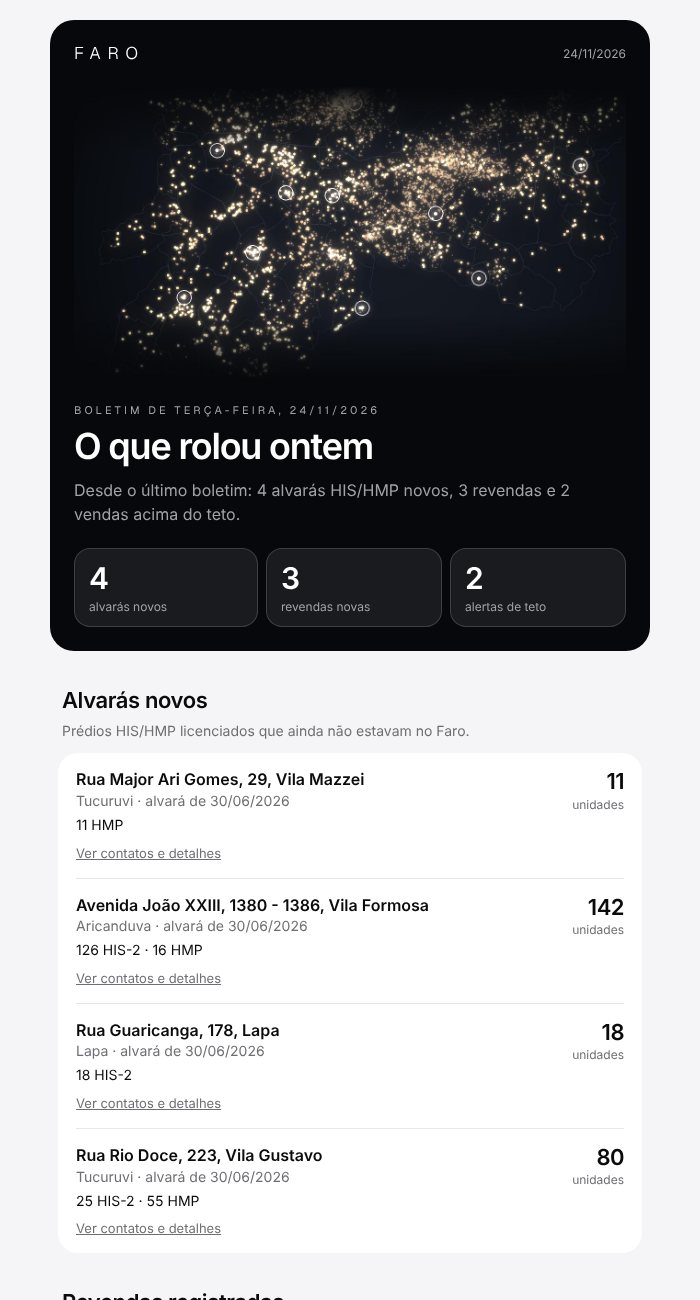 FARO
24/11/2026
BOLETIM DE TERÇA-FEIRA, 24/11/2026
O que rolou ontem
Desde o último boletim: 4 alvarás HIS/HMP novos, 3 revendas e 2
vendas acima do teto.
4
alvarás novos
3
revendas novas
2
alertas de teto
Alvarás novos
Prédios HIS/HMP licenciados que ainda não estavam no Faro.
Rua Major Ari Gomes, 29, Vila Mazzei
11
Tucuruvi · alvará de 30/06/2026
unidades
11 HMP
Ver contatos e detalhes
Avenida João XXIII, 1380 - 1386, Vila Formosa
142
Aricanduva · alvará de 30/06/2026
unidades
126 HIS-2 · 16 HMP
Ver contatos e detalhes
Rua Guaricanga, 178, Lapa
18
Lapa · alvará de 30/06/2026
unidades
18 HIS-2
Ver contatos e detalhes
Rua Rio Doce, 223, Vila Gustavo
80
Tucuruvi · alvará de 30/06/2026
unidades
25 HIS-2 · 55 HMP
Ver contatos e detalhes